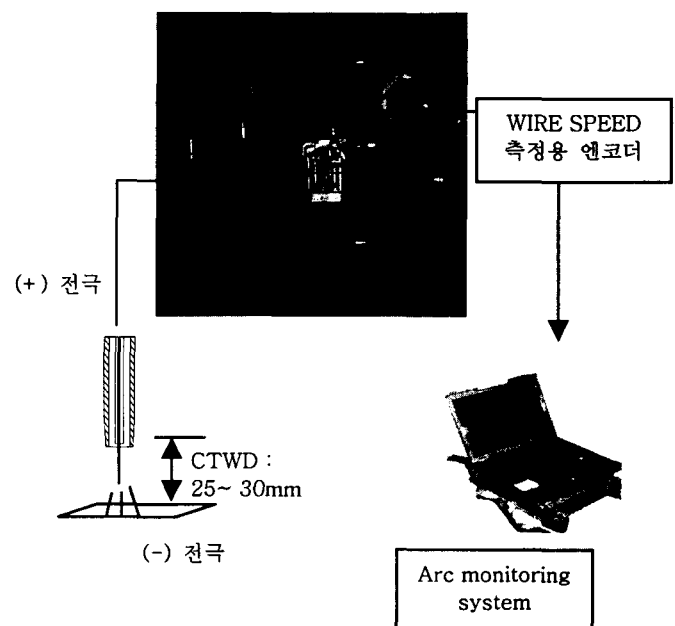 WIRE SPEED
측정용 엔코더
(+) 전극
CTWD :
25~ 30mm
(-) 전극
Arc monitoring
system